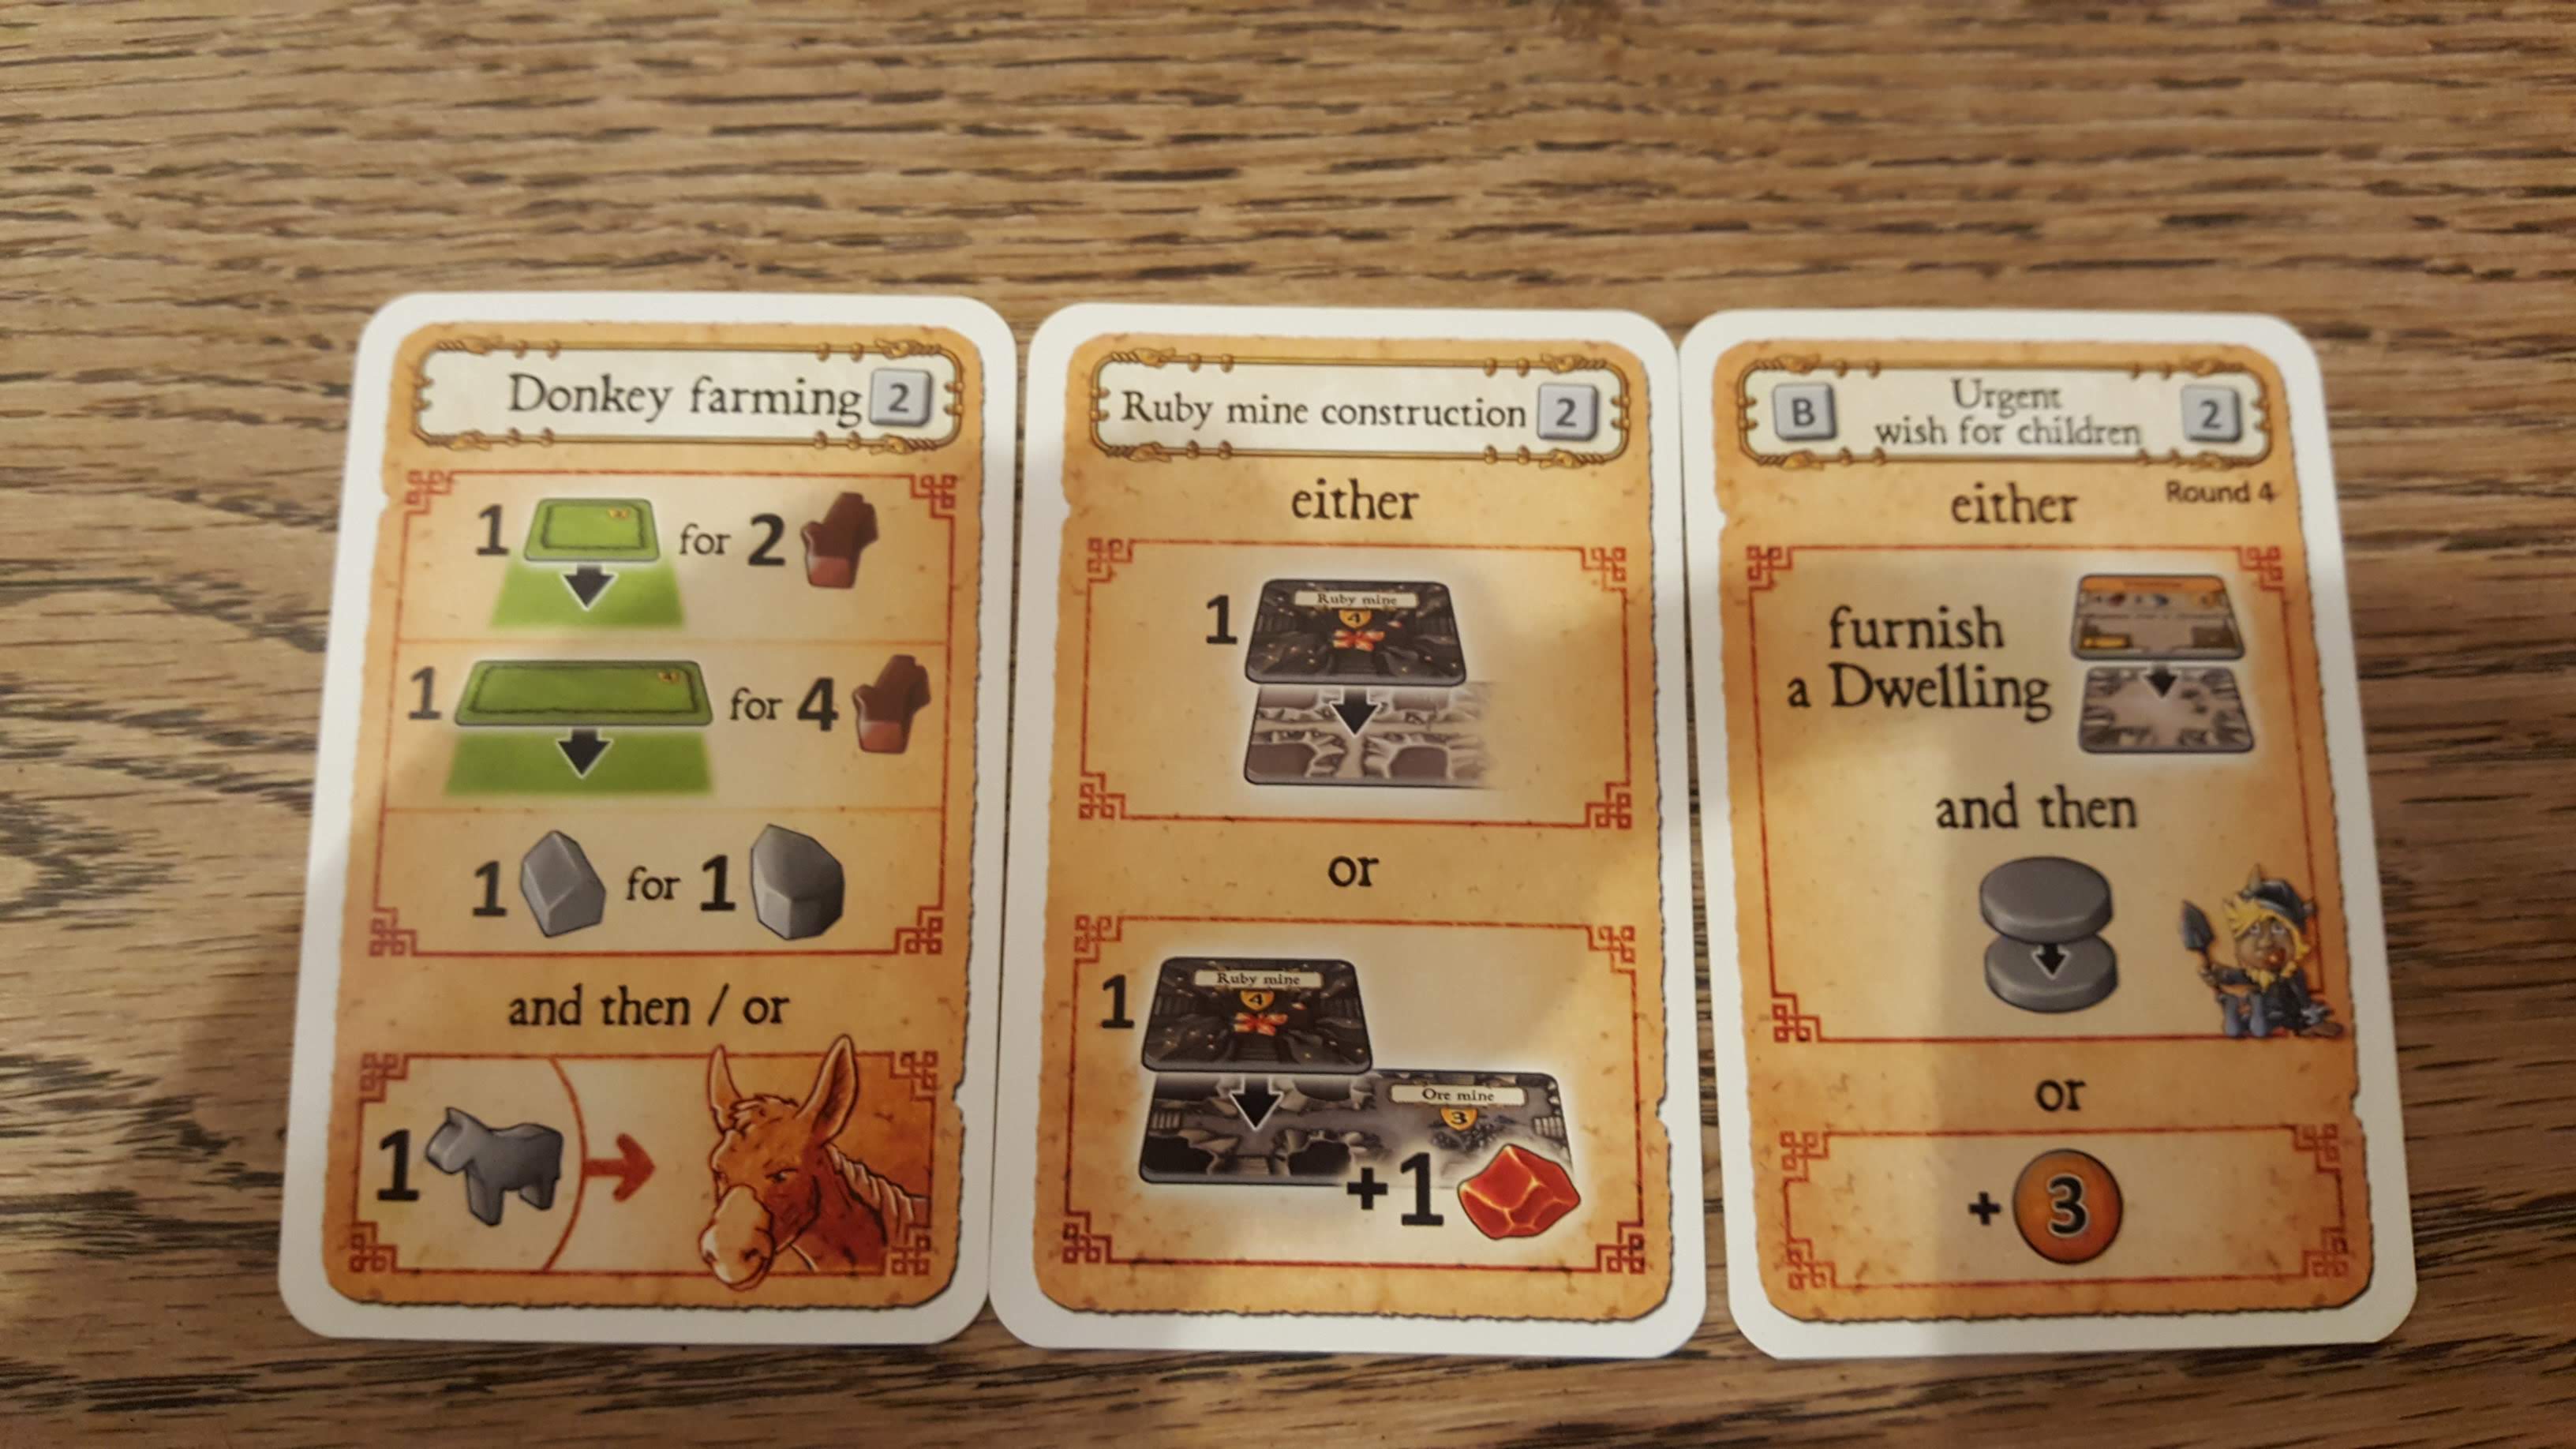 Donkey farming 2
1 for 2
1 for 4
1 for 1
and then / or
1
Ruby mine construction 2
either
1
Ruby mine
4
or
1
Ruby mine
4
Ore mine
3
+1
B Urgent
wish for children 2
either
Round 4
furnish
a Dwelling
and then
or
+ 3